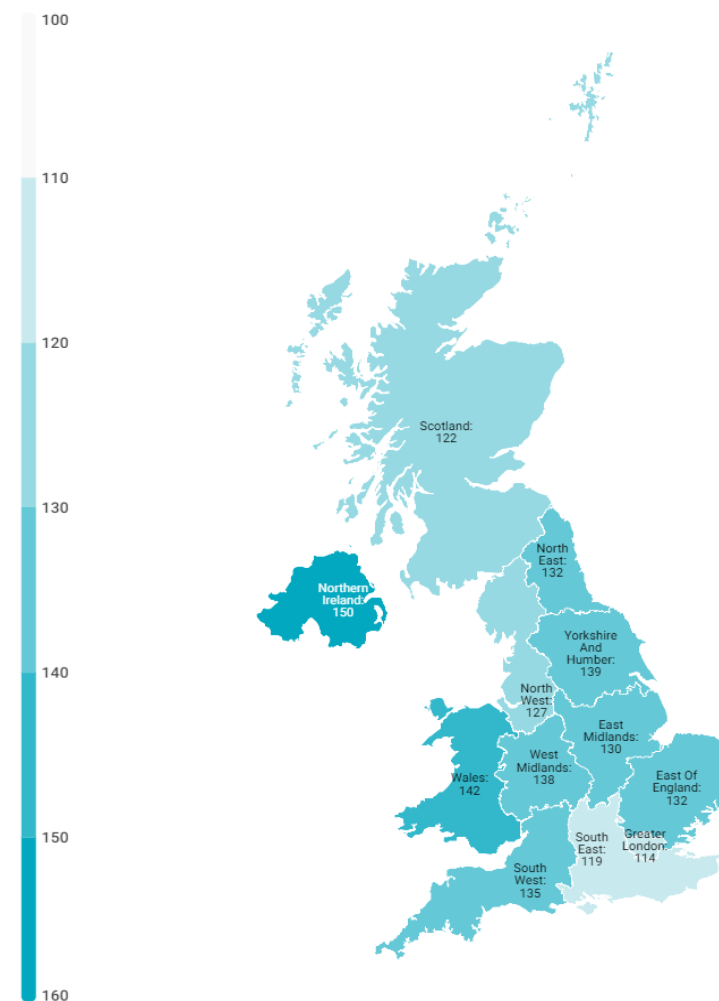 100
110
120
130
140
150
160
Scotland:
122
North
East:
132
Northern
Ireland:
150
Yorkshire
And
Humber:
139
North
West:
127
East
Midlands:
130
West
Midlands:
138
Wales:
142
East Of
England:
132
South
East:
119
Greater
London:
114
South
West:
135